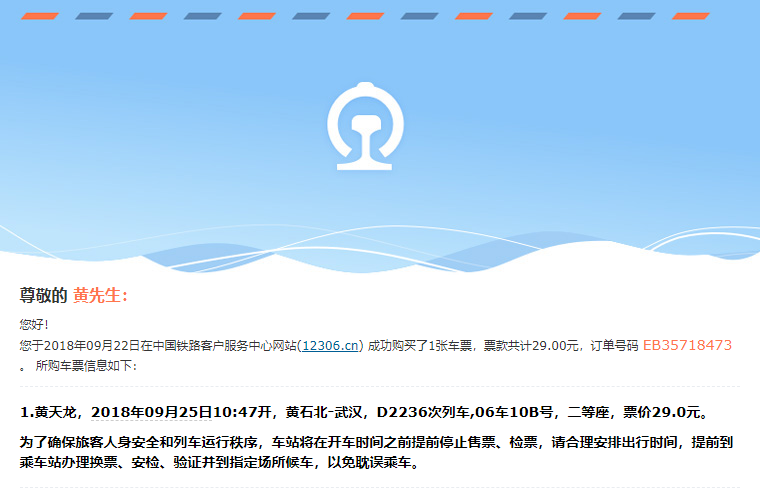 尊敬的 黄先生：
您好！
您于2018年09月22日在中国铁路客户服务中心网站(12306.cn) 成功购买了1张车票，票款共计29.00元，订单号码 EB35718473
。 所购车票信息如下：
1.黄天龙，2018年09月25日10:47开，黄石北-武汉，D2236次列车,06车10B号，二等座，票价29.0元。
为了确保旅客人身安全和列车运行秩序，车站将在开车时间之前提前停止售票、检票，请合理安排出行时间，提前到
乘车站办理换票、安检、验证并到指定场所候车，以免耽误乘车。